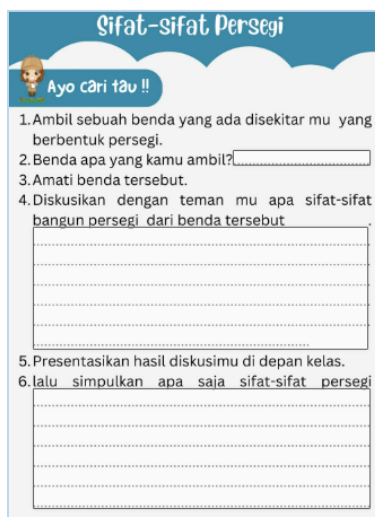 Sifat-sifat Persegi
Ayo cari tau !!
1. Ambil sebuah benda yang ada disekitar mu yang
berbentuk persegi.
2. Benda apa yang kamu ambil?
3. Amati benda tersebut.
4. Diskusikan dengan teman mu apa sifat-sifat
bangun persegi dari benda tersebut .
5. Presentasikan hasil diskusimu di depan kelas.
6. lalu simpulkan apa saja sifat-sifat persegi